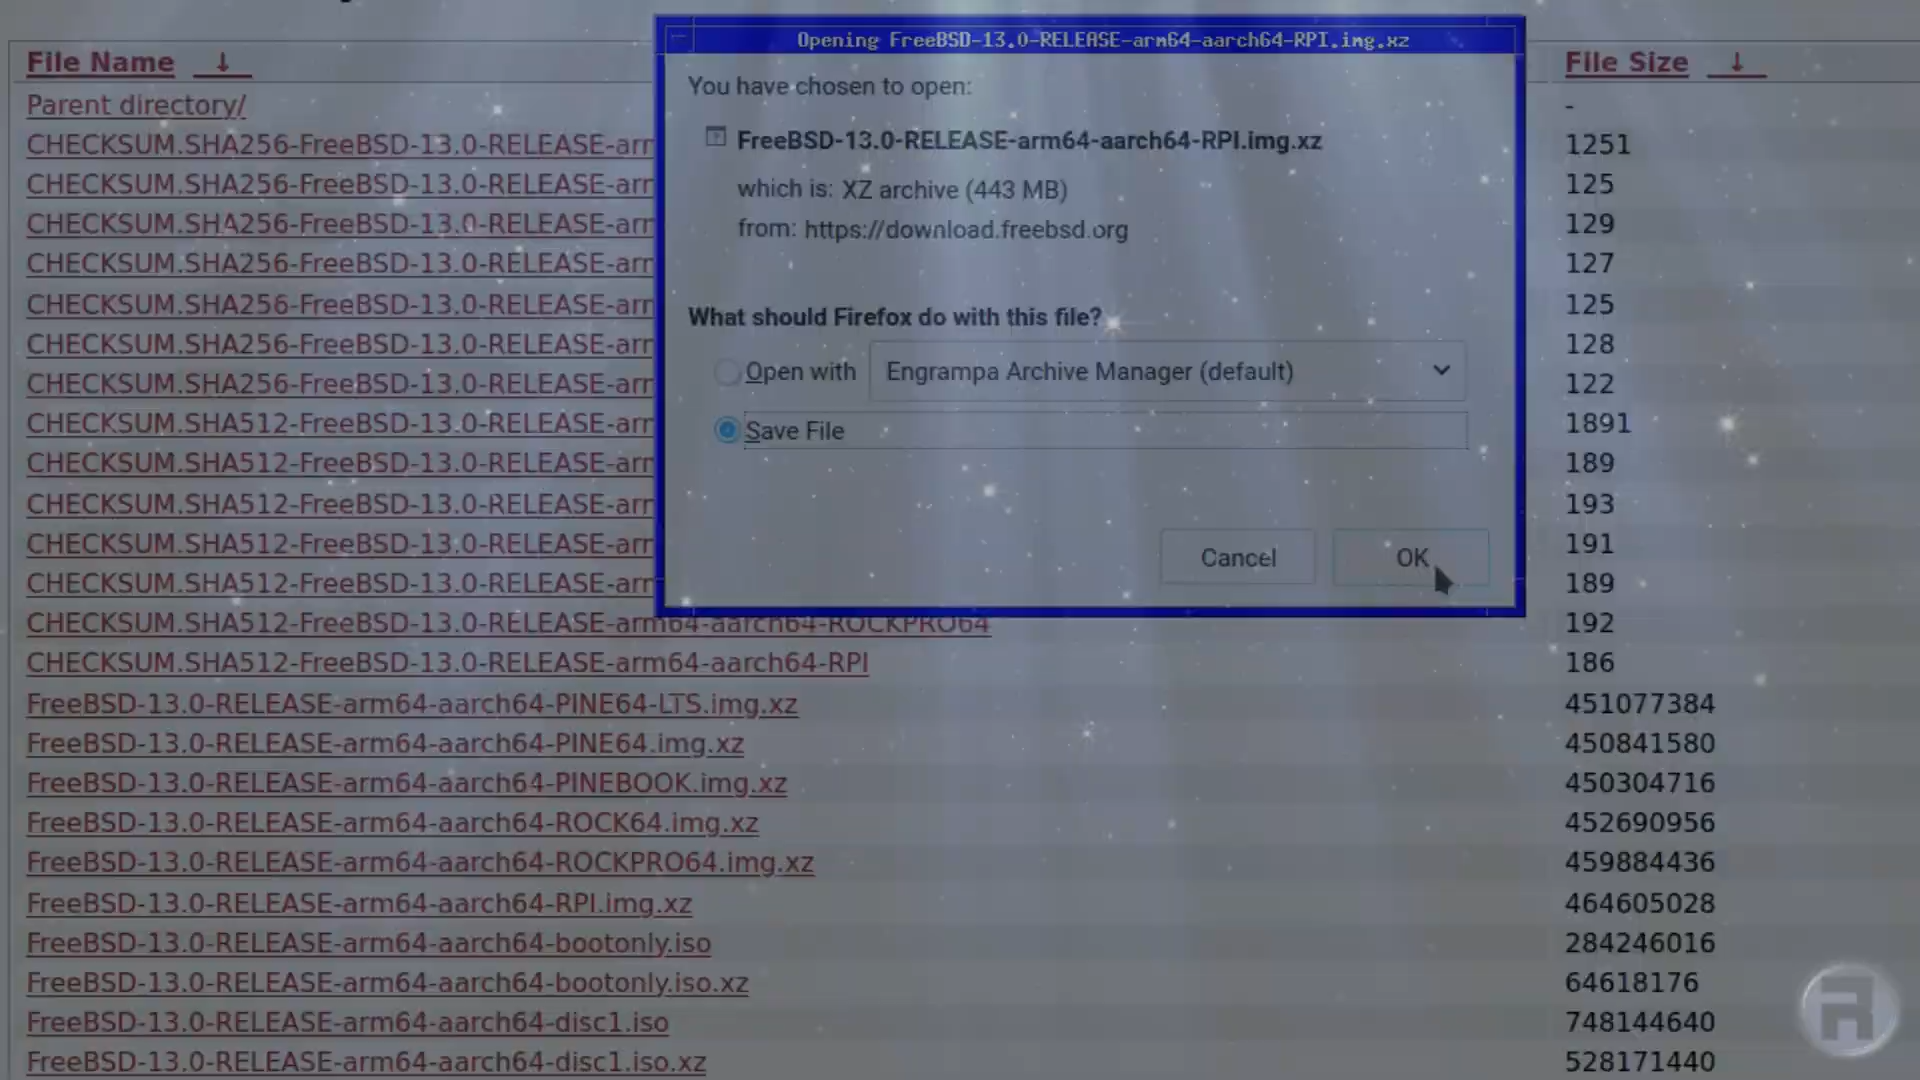 Opening FreeBSD-13.0-RELEASE-arm64-aarch64-RPI.img.xz
You have chosen to open:
FreeBSD-13.0-RELEASE-arm64-aarch64-RPI.img.xz
which is: XZ archive (443 MB)
from: https://download.freebsd.org
What should Firefox do with this file?
Open with Engrampa Archive Manager (default)
Save File
Cancel OK
File Name ↓ File Size ↓
Parent directory/ -
CHECKSUM.SHA256-FreeBSD-13.0-RELEASE-arm 1251
CHECKSUM.SHA256-FreeBSD-13.0-RELEASE-arm 125
CHECKSUM.SHA256-FreeBSD-13.0-RELEASE-arm 129
CHECKSUM.SHA256-FreeBSD-13.0-RELEASE-arm 127
CHECKSUM.SHA256-FreeBSD-13.0-RELEASE-arm 125
CHECKSUM.SHA256-FreeBSD-13.0-RELEASE-arm 128
CHECKSUM.SHA256-FreeBSD-13.0-RELEASE-arm 122
CHECKSUM.SHA512-FreeBSD-13.0-RELEASE-arm 1891
CHECKSUM.SHA512-FreeBSD-13.0-RELEASE-arm 189
CHECKSUM.SHA512-FreeBSD-13.0-RELEASE-arm 193
CHECKSUM.SHA512-FreeBSD-13.0-RELEASE-arm 191
CHECKSUM.SHA512-FreeBSD-13.0-RELEASE-arm 189
CHECKSUM.SHA512-FreeBSD-13.0-RELEASE-arm64-aarch64-ROCKPRO64 192
CHECKSUM.SHA512-FreeBSD-13.0-RELEASE-arm64-aarch64-RPI 186
FreeBSD-13.0-RELEASE-arm64-aarch64-PINE64-LTS.img.xz 451077384
FreeBSD-13.0-RELEASE-arm64-aarch64-PINE64.img.xz 450841580
FreeBSD-13.0-RELEASE-arm64-aarch64-PINEBOOK.img.xz 450304716
FreeBSD-13.0-RELEASE-arm64-aarch64-ROCK64.img.xz 452690956
FreeBSD-13.0-RELEASE-arm64-aarch64-ROCKPRO64.img.xz 459884436
FreeBSD-13.0-RELEASE-arm64-aarch64-RPI.img.xz 464605028
FreeBSD-13.0-RELEASE-arm64-aarch64-bootonly.iso 284246016
FreeBSD-13.0-RELEASE-arm64-aarch64-bootonly.iso.xz 64618176
FreeBSD-13.0-RELEASE-arm64-aarch64-disc1.iso 748144640
FreeBSD-13.0-RELEASE-arm64-aarch64-disc1.iso.xz 528171440